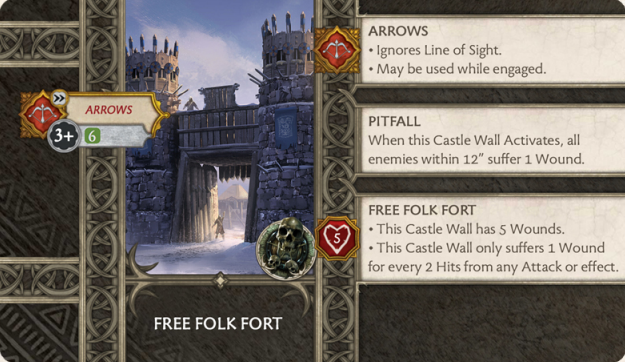 ARROWS
3+ 6
FREE FOLK FORT
ARROWS
• Ignores Line of Sight.
• May be used while engaged.
PITFALL
When this Castle Wall Activates, all
enemies within 12" suffer 1 Wound.
5
FREE FOLK FORT
• This Castle Wall has 5 Wounds.
• This Castle Wall only suffers 1 Wound
for every 2 Hits from any Attack or effect.